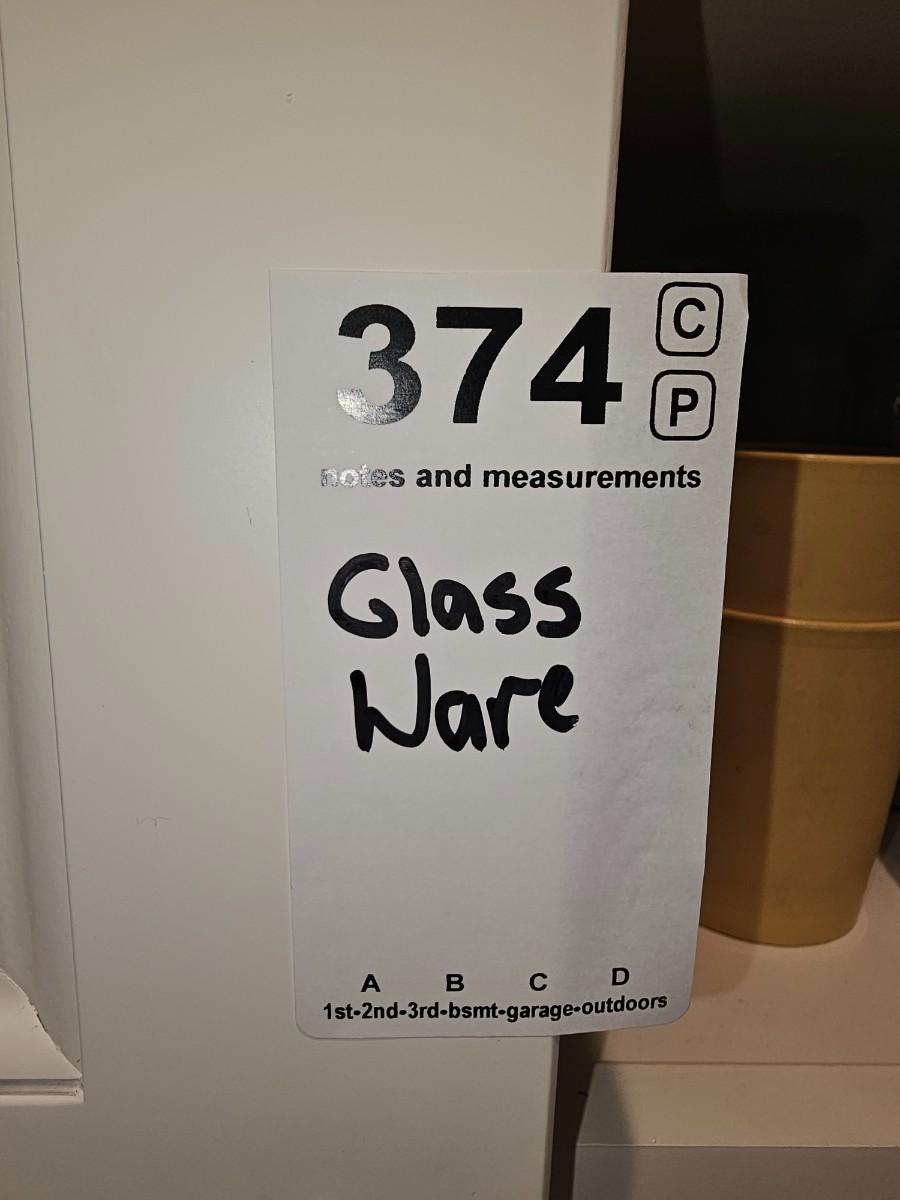 374 C
P
notes and measurements
Glass
Ware
A B C D
1st-2nd-3rd-bsmt-garage-outdoors